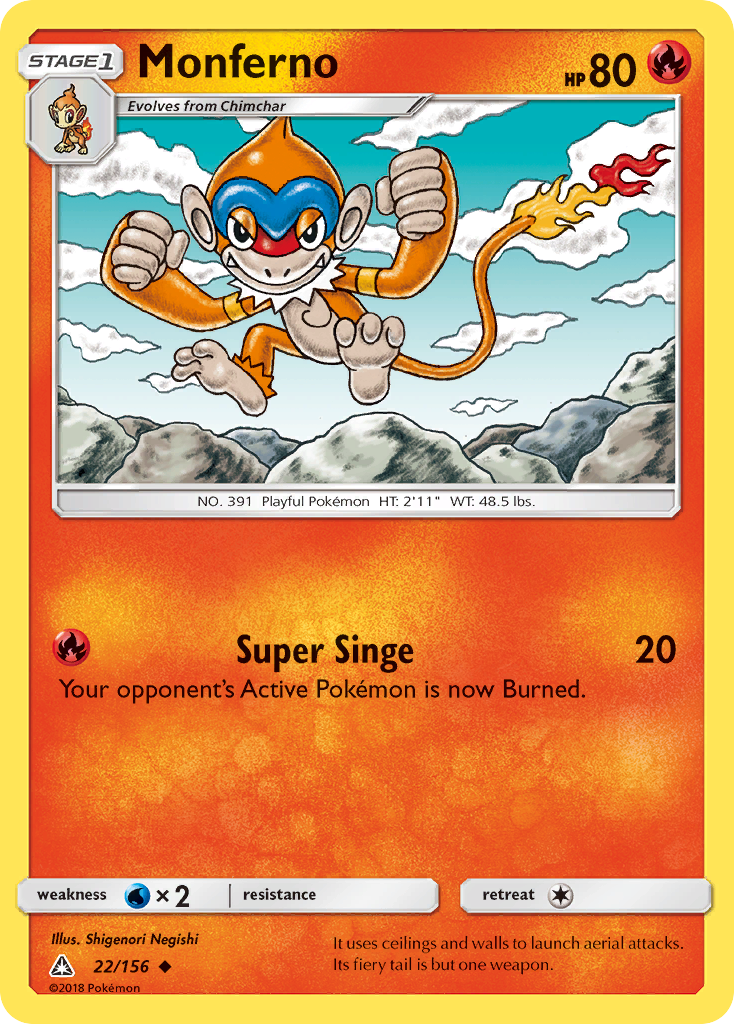 STAGE1 Monferno HP80
Evolves from Chimchar
NO. 391 Playful Pokémon HT: 2'11" WT: 48.5 lbs.
Super Singe 20
Your opponent's Active Pokémon is now Burned.
weakness ×2 resistance retreat
Illus. Shigenori Negishi
22/156
©2018 Pokémon
It uses ceilings and walls to launch aerial attacks.
Its fiery tail is but one weapon.